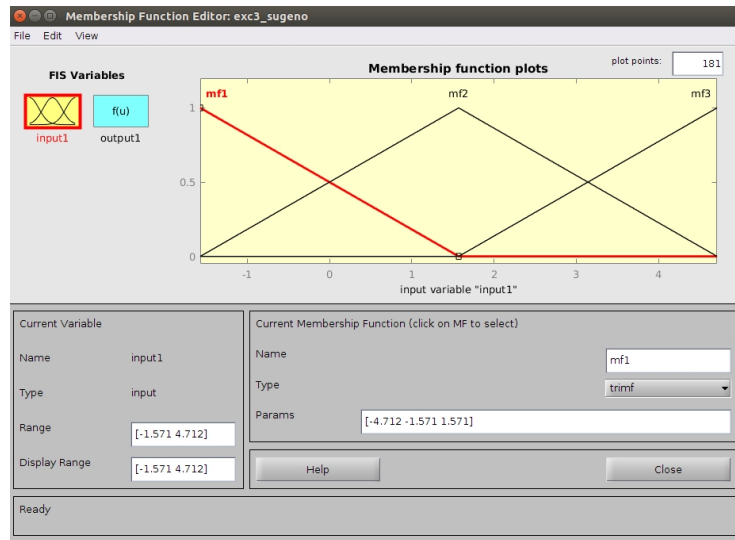 Membership Function Editor: exc3_sugeno
File Edit View
FIS Variables
f(u)
input1 output1
Membership function plots
plot points: 181
mf1 mf2 mf3
1
0.5
0
-1 0 1 2 3 4
input variable "input1"
Current Variable
Name input1
Type input
Range [-1.571 4.712]
Display Range [-1.571 4.712]
Current Membership Function (click on MF to select)
Name mf1
Type trimf
Params [-4.712 -1.571 1.571]
Help Close
Ready